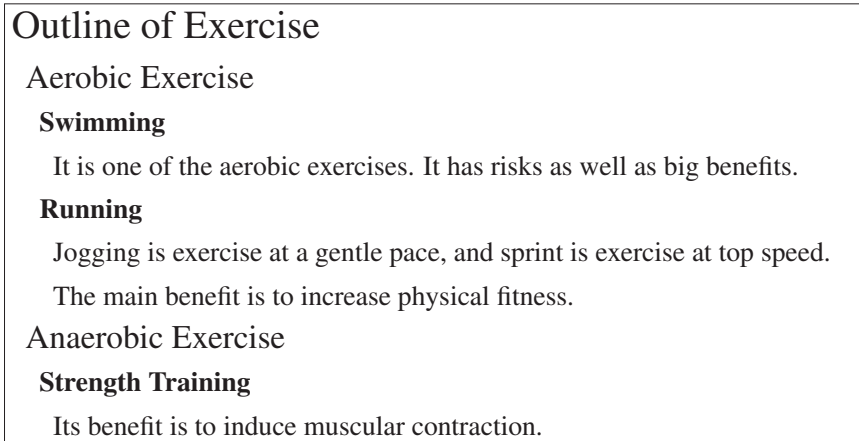 Outline of Exercise
Aerobic Exercise
Swimming
It is one of the aerobic exercises. It has risks as well as big benefits.
Running
Jogging is exercise at a gentle pace, and sprint is exercise at top speed.
The main benefit is to increase physical fitness.
Anaerobic Exercise
Strength Training
Its benefit is to induce muscular contraction.